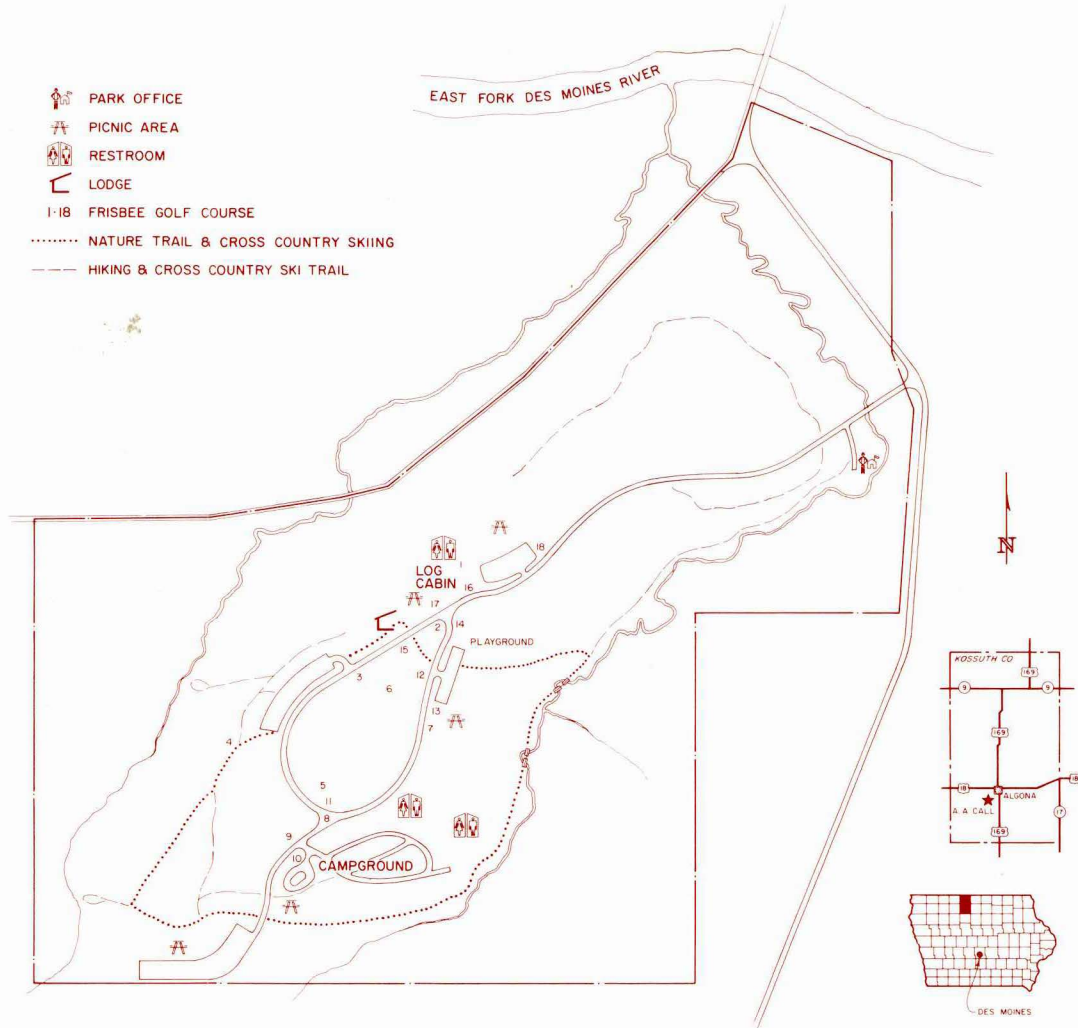 EAST FORK DES MOINES RIVER
PARK OFFICE
PICNIC AREA
RESTROOM
LODGE
1-18 FRISBEE GOLF COURSE
NATURE TRAIL & CROSS COUNTRY SKIING
HIKING & CROSS COUNTRY SKI TRAIL
18
1
LOG
CABIN
16
17
2
14
PLAYGROUND
15
3
12
6
13
7
4
5
11
8
9
10
CAMPGROUND
N
KOSSUTH CO
169
9
9
169
18
18
ALGONA
A. A. CALL
17
169
DES MOINES